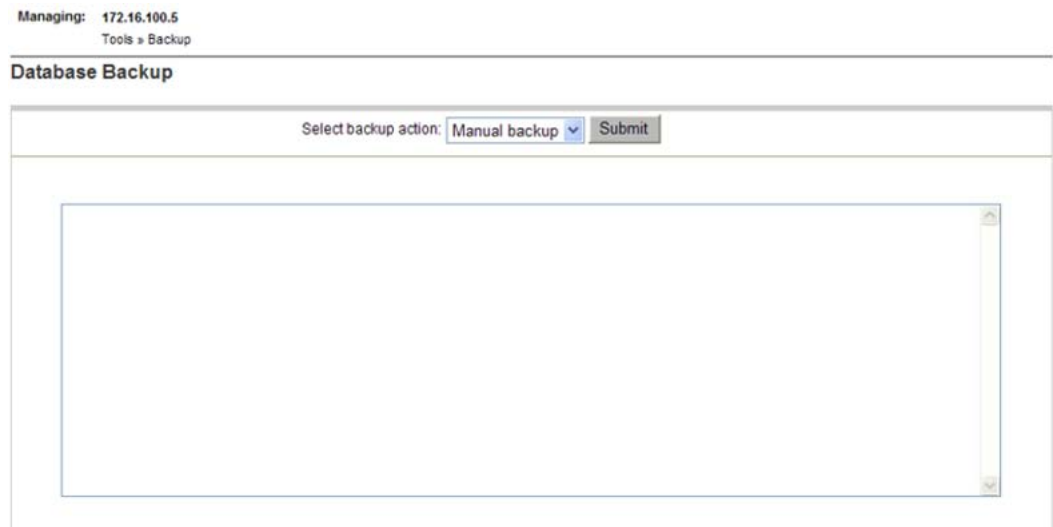 Managing: 172.16.100.5
Tools » Backup
Database Backup
Select backup action: Manual backup Submit